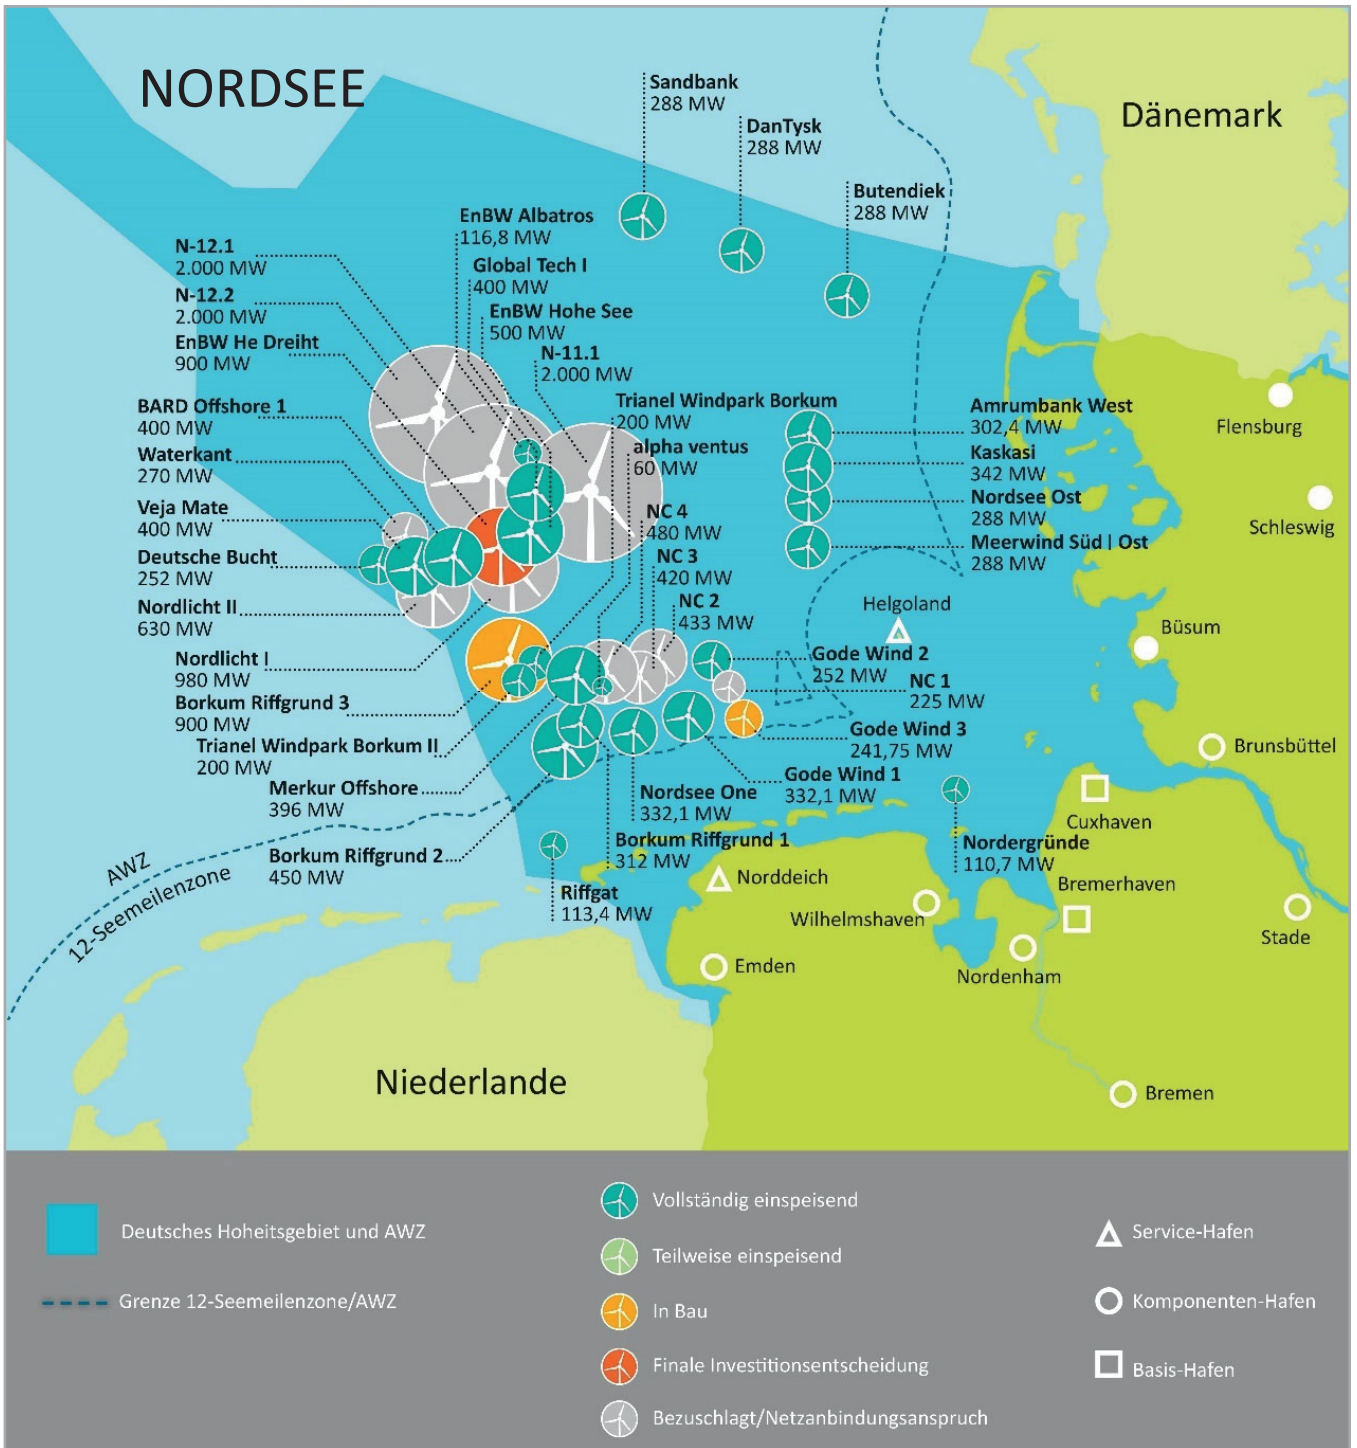 NORDSEE
Dänemark
Sandbank
288 MW
DanTysk
288 MW
Butendiek
288 MW
EnBW Albatros
116,8 MW
Global Tech I
400 MW
EnBW Hohe See
500 MW
N-11.1
2.000 MW
N-12.1
2.000 MW
N-12.2
2.000 MW
EnBW He Dreiht
900 MW
BARD Offshore 1
400 MW
Waterkant
270 MW
Veja Mate
400 MW
Deutsche Bucht
252 MW
Nordlicht II
630 MW
Nordlicht I
980 MW
Borkum Riffgrund 3
900 MW
Trianel Windpark Borkum II
200 MW
Merkur Offshore
396 MW
Borkum Riffgrund 2
450 MW
Trianel Windpark Borkum
200 MW
alpha ventus
60 MW
NC 4
480 MW
NC 3
420 MW
NC 2
433 MW
Amrumbank West
302,4 MW
Kaskasi
342 MW
Nordsee Ost
288 MW
Meerwind Süd | Ost
288 MW
Helgoland
Gode Wind 2
252 MW
NC 1
225 MW
Gode Wind 3
241,75 MW
Gode Wind 1
332,1 MW
Nordsee One
332,1 MW
Borkum Riffgrund 1
312 MW
Riffgat
113,4 MW
Nordergründe
110,7 MW
Flensburg
Schleswig
Büsum
Brunsbüttel
Cuxhaven
Bremerhaven
Norddeich
Wilhelmshaven
Stade
Emden
Nordenham
Bremen
AWZ
12-Seemeilenzone
Niederlande
Deutsches Hoheitsgebiet und AWZ
Grenze 12-Seemeilenzone/AWZ
Vollständig einspeisend
Teilweise einspeisend
In Bau
Finale Investitionsentscheidung
Bezuschlagt/Netzanbindungsanspruch
Service-Hafen
Komponenten-Hafen
Basis-Hafen